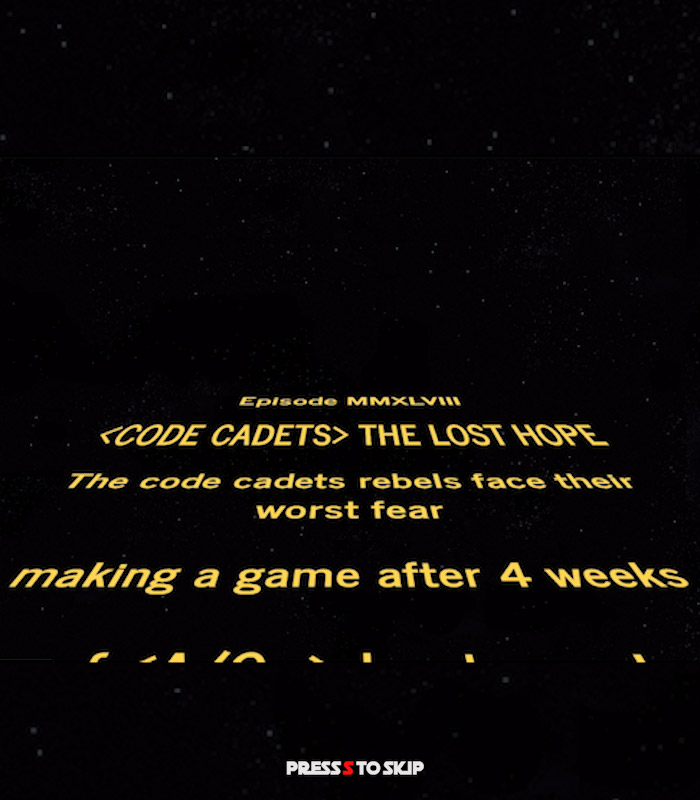 Episode MMXLVIII
<CODE CADETS> THE LOST HOPE
The code cadets rebels face their
worst fear
making a game after 4 weeks
PRESS S TO SKIP